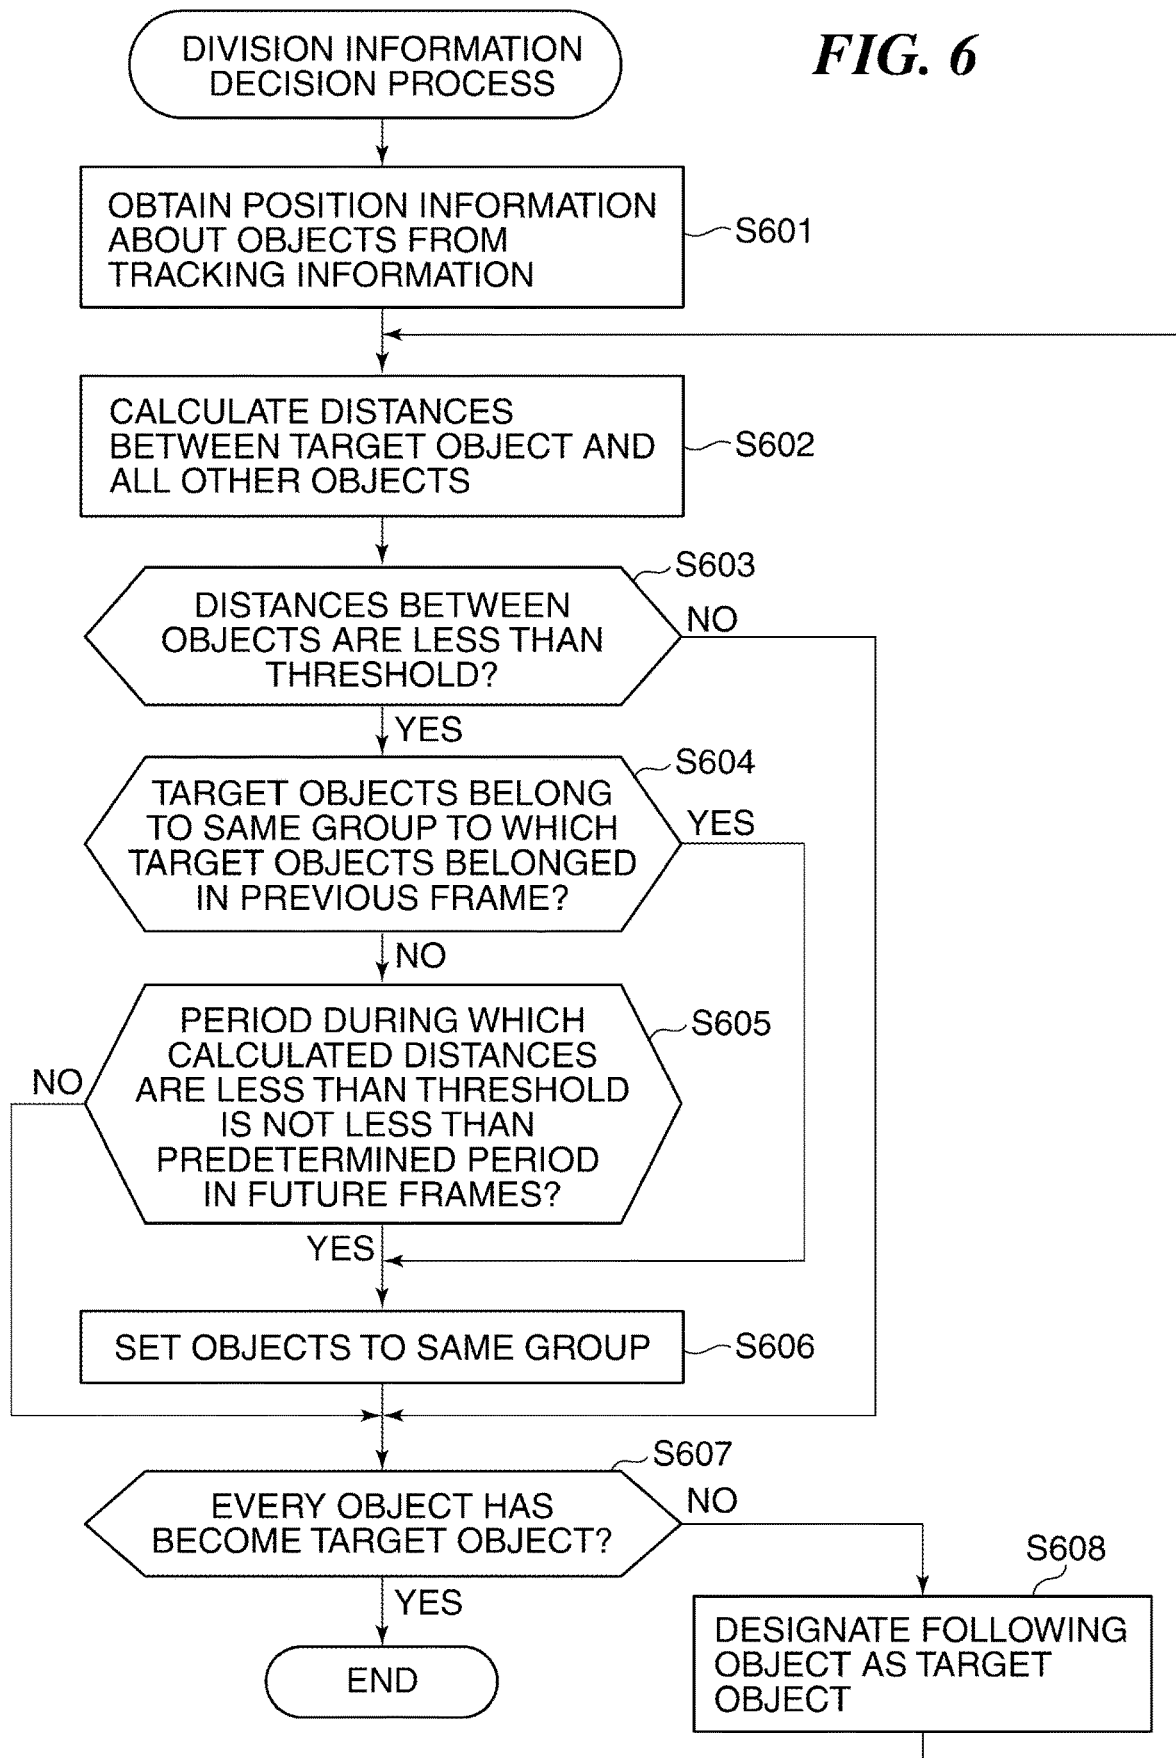 FIG. 6
DIVISION INFORMATION
DECISION PROCESS
OBTAIN POSITION INFORMATION
ABOUT OBJECTS FROM
TRACKING INFORMATION
S601
CALCULATE DISTANCES
BETWEEN TARGET OBJECT AND
ALL OTHER OBJECTS
S602
S603
DISTANCES BETWEEN
OBJECTS ARE LESS THAN
THRESHOLD?
NO
YES
S604
TARGET OBJECTS BELONG
TO SAME GROUP TO WHICH
TARGET OBJECTS BELONGED
IN PREVIOUS FRAME?
YES
NO
S605
PERIOD DURING WHICH
CALCULATED DISTANCES
ARE LESS THAN THRESHOLD
IS NOT LESS THAN
PREDETERMINED PERIOD
IN FUTURE FRAMES?
NO
YES
SET OBJECTS TO SAME GROUP
S606
S607
EVERY OBJECT HAS
BECOME TARGET OBJECT?
NO
YES
S608
DESIGNATE FOLLOWING
OBJECT AS TARGET
OBJECT
END